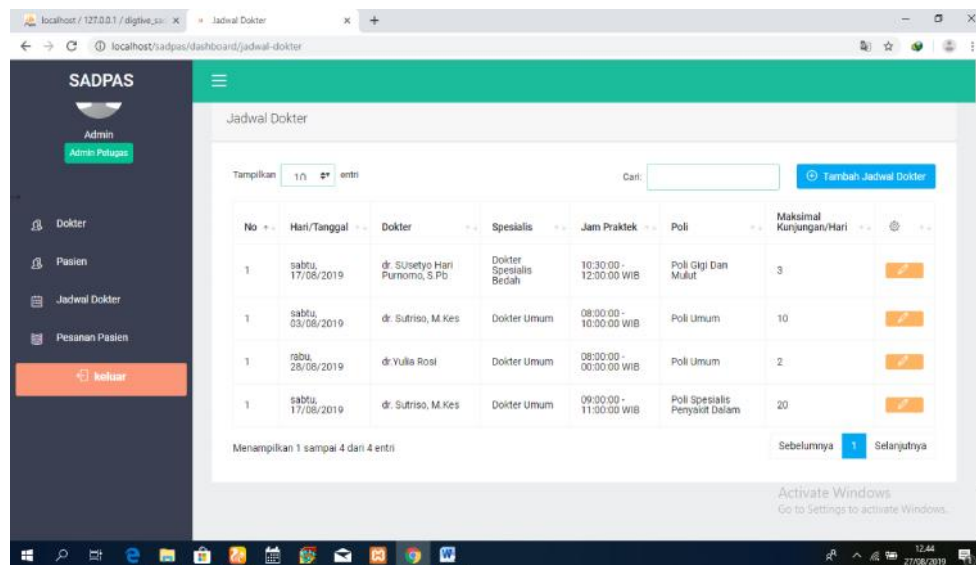 localhost / 127.0.0.1 / digtive_sa
Jadwal Dokter
localhost/sadpas/dashboard/jadwal-dokter
SADPAS
Admin
Admin Petugas
Dokter
Pasien
Jadwal Dokter
Pesanan Pasien
keluar
Jadwal Dokter
Tampilkan 10 entri
Cari:
Tambah Jadwal Dokter
No Hari/Tanggal Dokter Spesialis Jam Praktek Poli Maksimal
Kunjungan/Hari
1 sabtu,
17/08/2019
dr. SUsetyo Hari
Purnomo, S.Pb
Dokter
Spesialis
Bedah
10:30:00 -
12:00:00 WIB
Poli Gigi Dan
Mulut
3
1 sabtu,
03/08/2019
dr. Sutriso, M.Kes
Dokter Umum
08:00:00 -
10:00:00 WIB
Poli Umum
10
1 rabu,
28/08/2019
dr.Yulia Rosi
Dokter Umum
08:00:00 -
00:00:00 WIB
Poli Umum
2
1 sabtu,
17/08/2019
dr. Sutriso, M.Kes
Dokter Umum
09:00:00 -
11:00:00 WIB
Poli Spesialis
Penyakit Dalam
20
Menampilkan 1 sampai 4 dari 4 entri
Sebelumnya 1 Selanjutnya
Activate Windows
Go to Settings to activate Windows.
12.44
27/08/2019